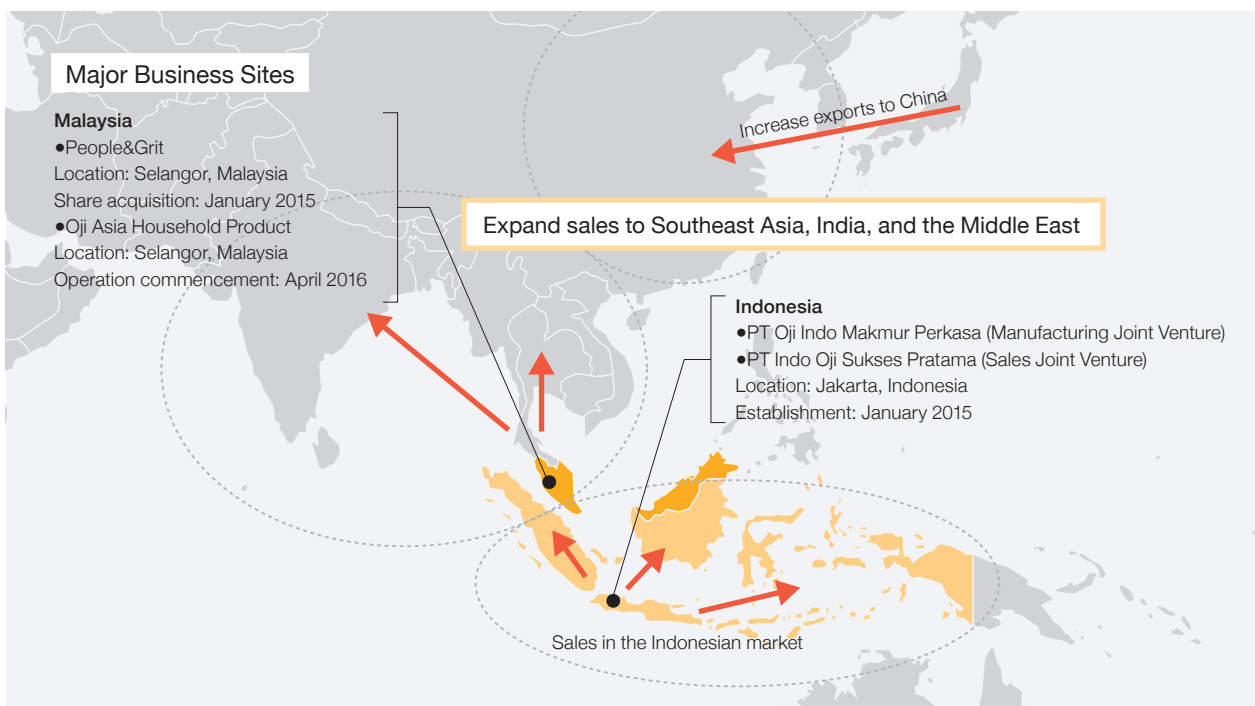 Major Business Sites
Malaysia
●People&Grit
Location: Selangor, Malaysia
Share acquisition: January 2015
●Oji Asia Household Product
Location: Selangor, Malaysia
Operation commencement: April 2016
Increase exports to China
Expand sales to Southeast Asia, India, and the Middle East
Indonesia
●PT Oji Indo Makmur Perkasa (Manufacturing Joint Venture)
●PT Indo Oji Sukses Pratama (Sales Joint Venture)
Location: Jakarta, Indonesia
Establishment: January 2015
Sales in the Indonesian market